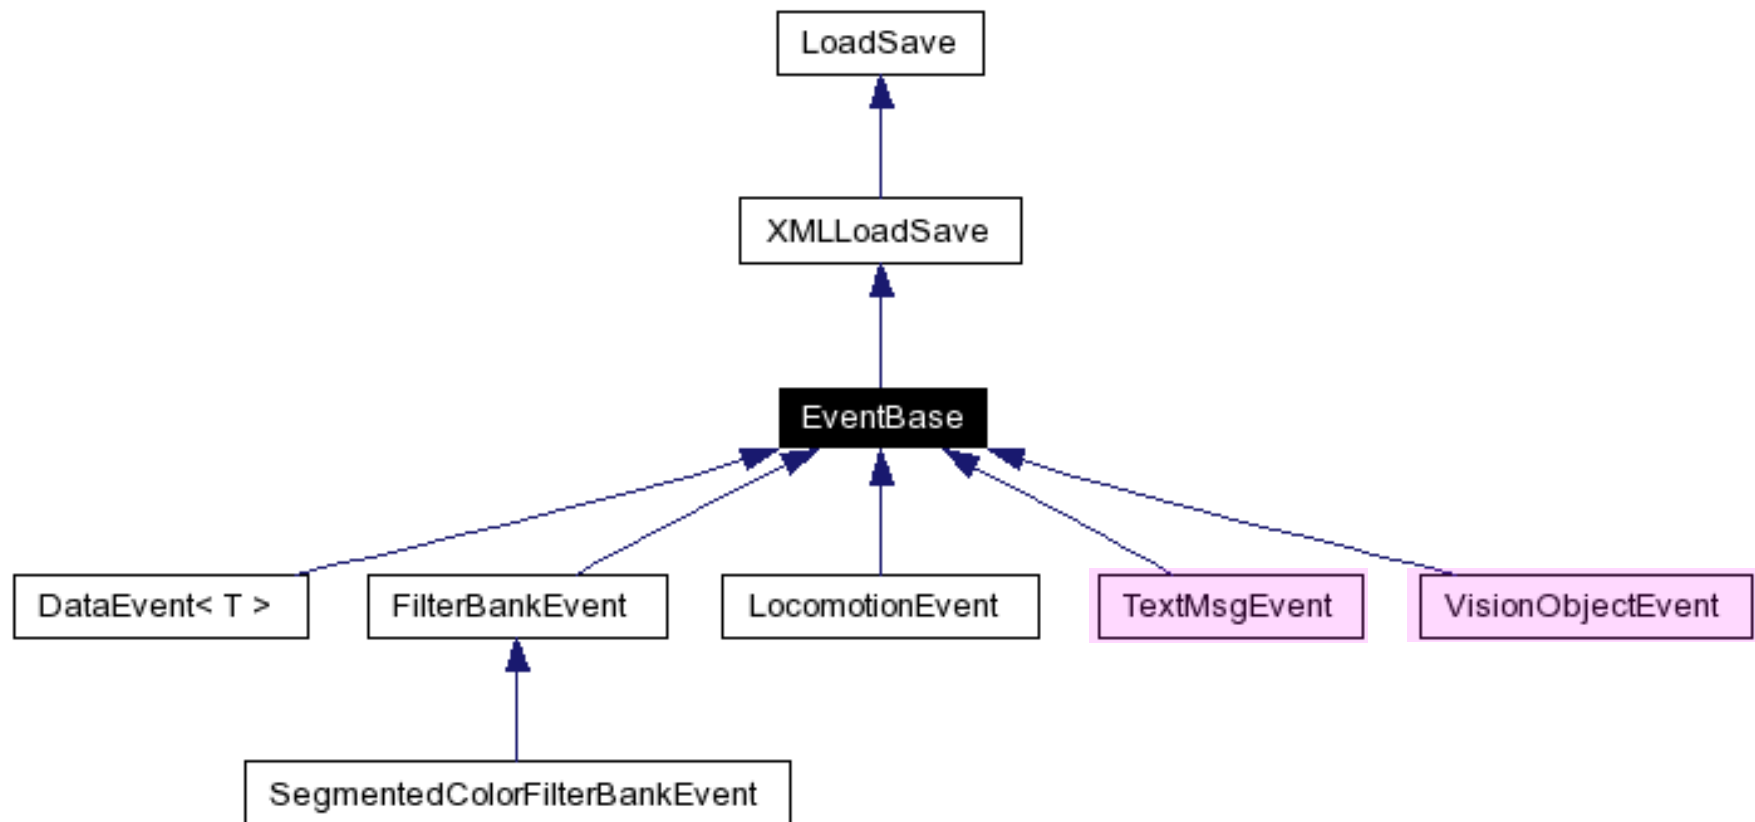 LoadSave
XMLLoadSave
EventBase
DataEvent< T >
FilterBankEvent
LocomotionEvent
TextMsgEvent
VisionObjectEvent
SegmentedColorFilterBankEvent